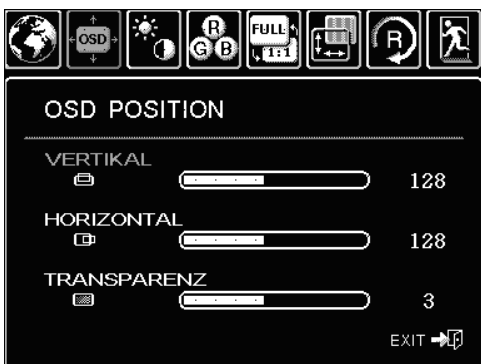 OSD
R
G B
FULL
1:1
R
OSD POSITION
VERTIKAL
128
HORIZONTAL
128
TRANSPARENZ
3
EXIT